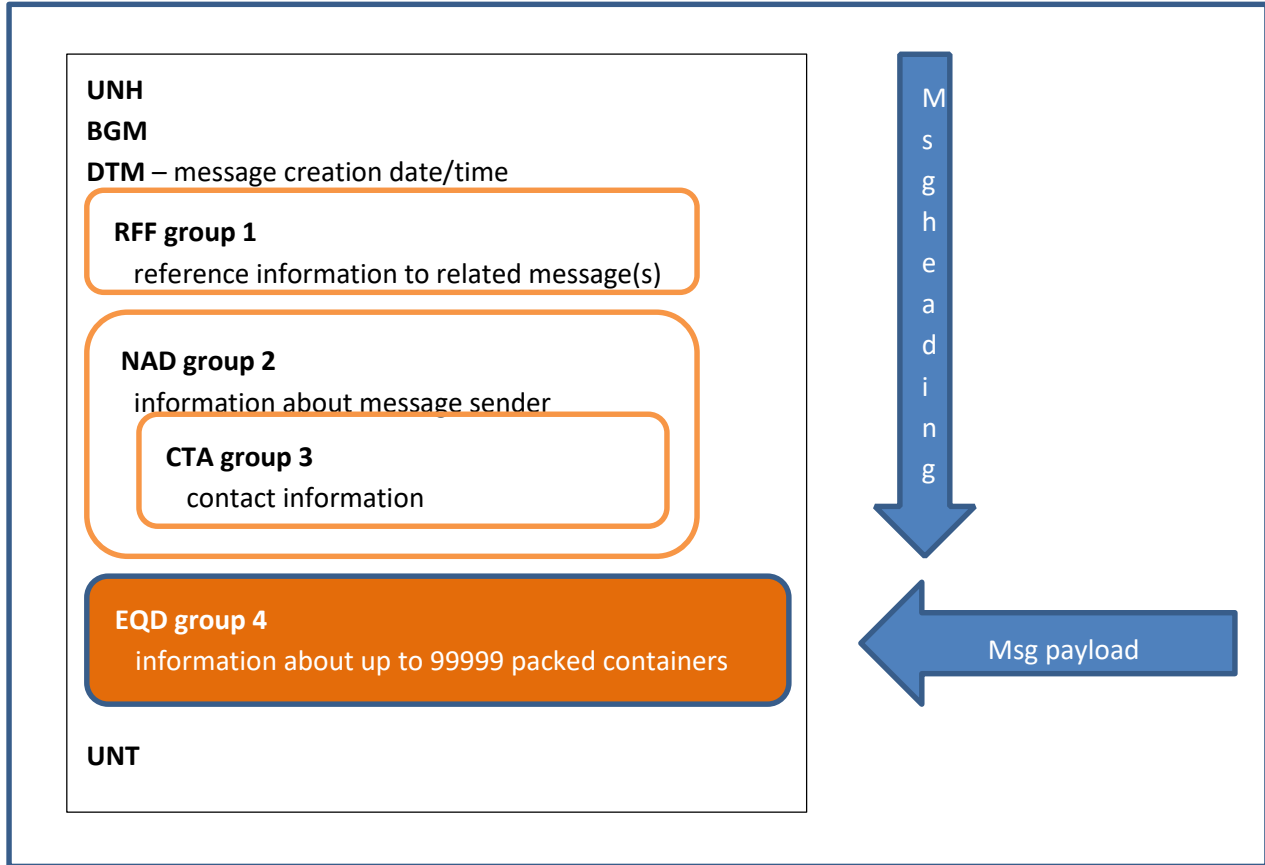 UNH
BGM
DTM – message creation date/time
RFF group 1
reference information to related message(s)
NAD group 2
information about message sender
CTA group 3
contact information
EQD group 4
information about up to 99999 packed containers
UNT
Msgheading
Msg payload